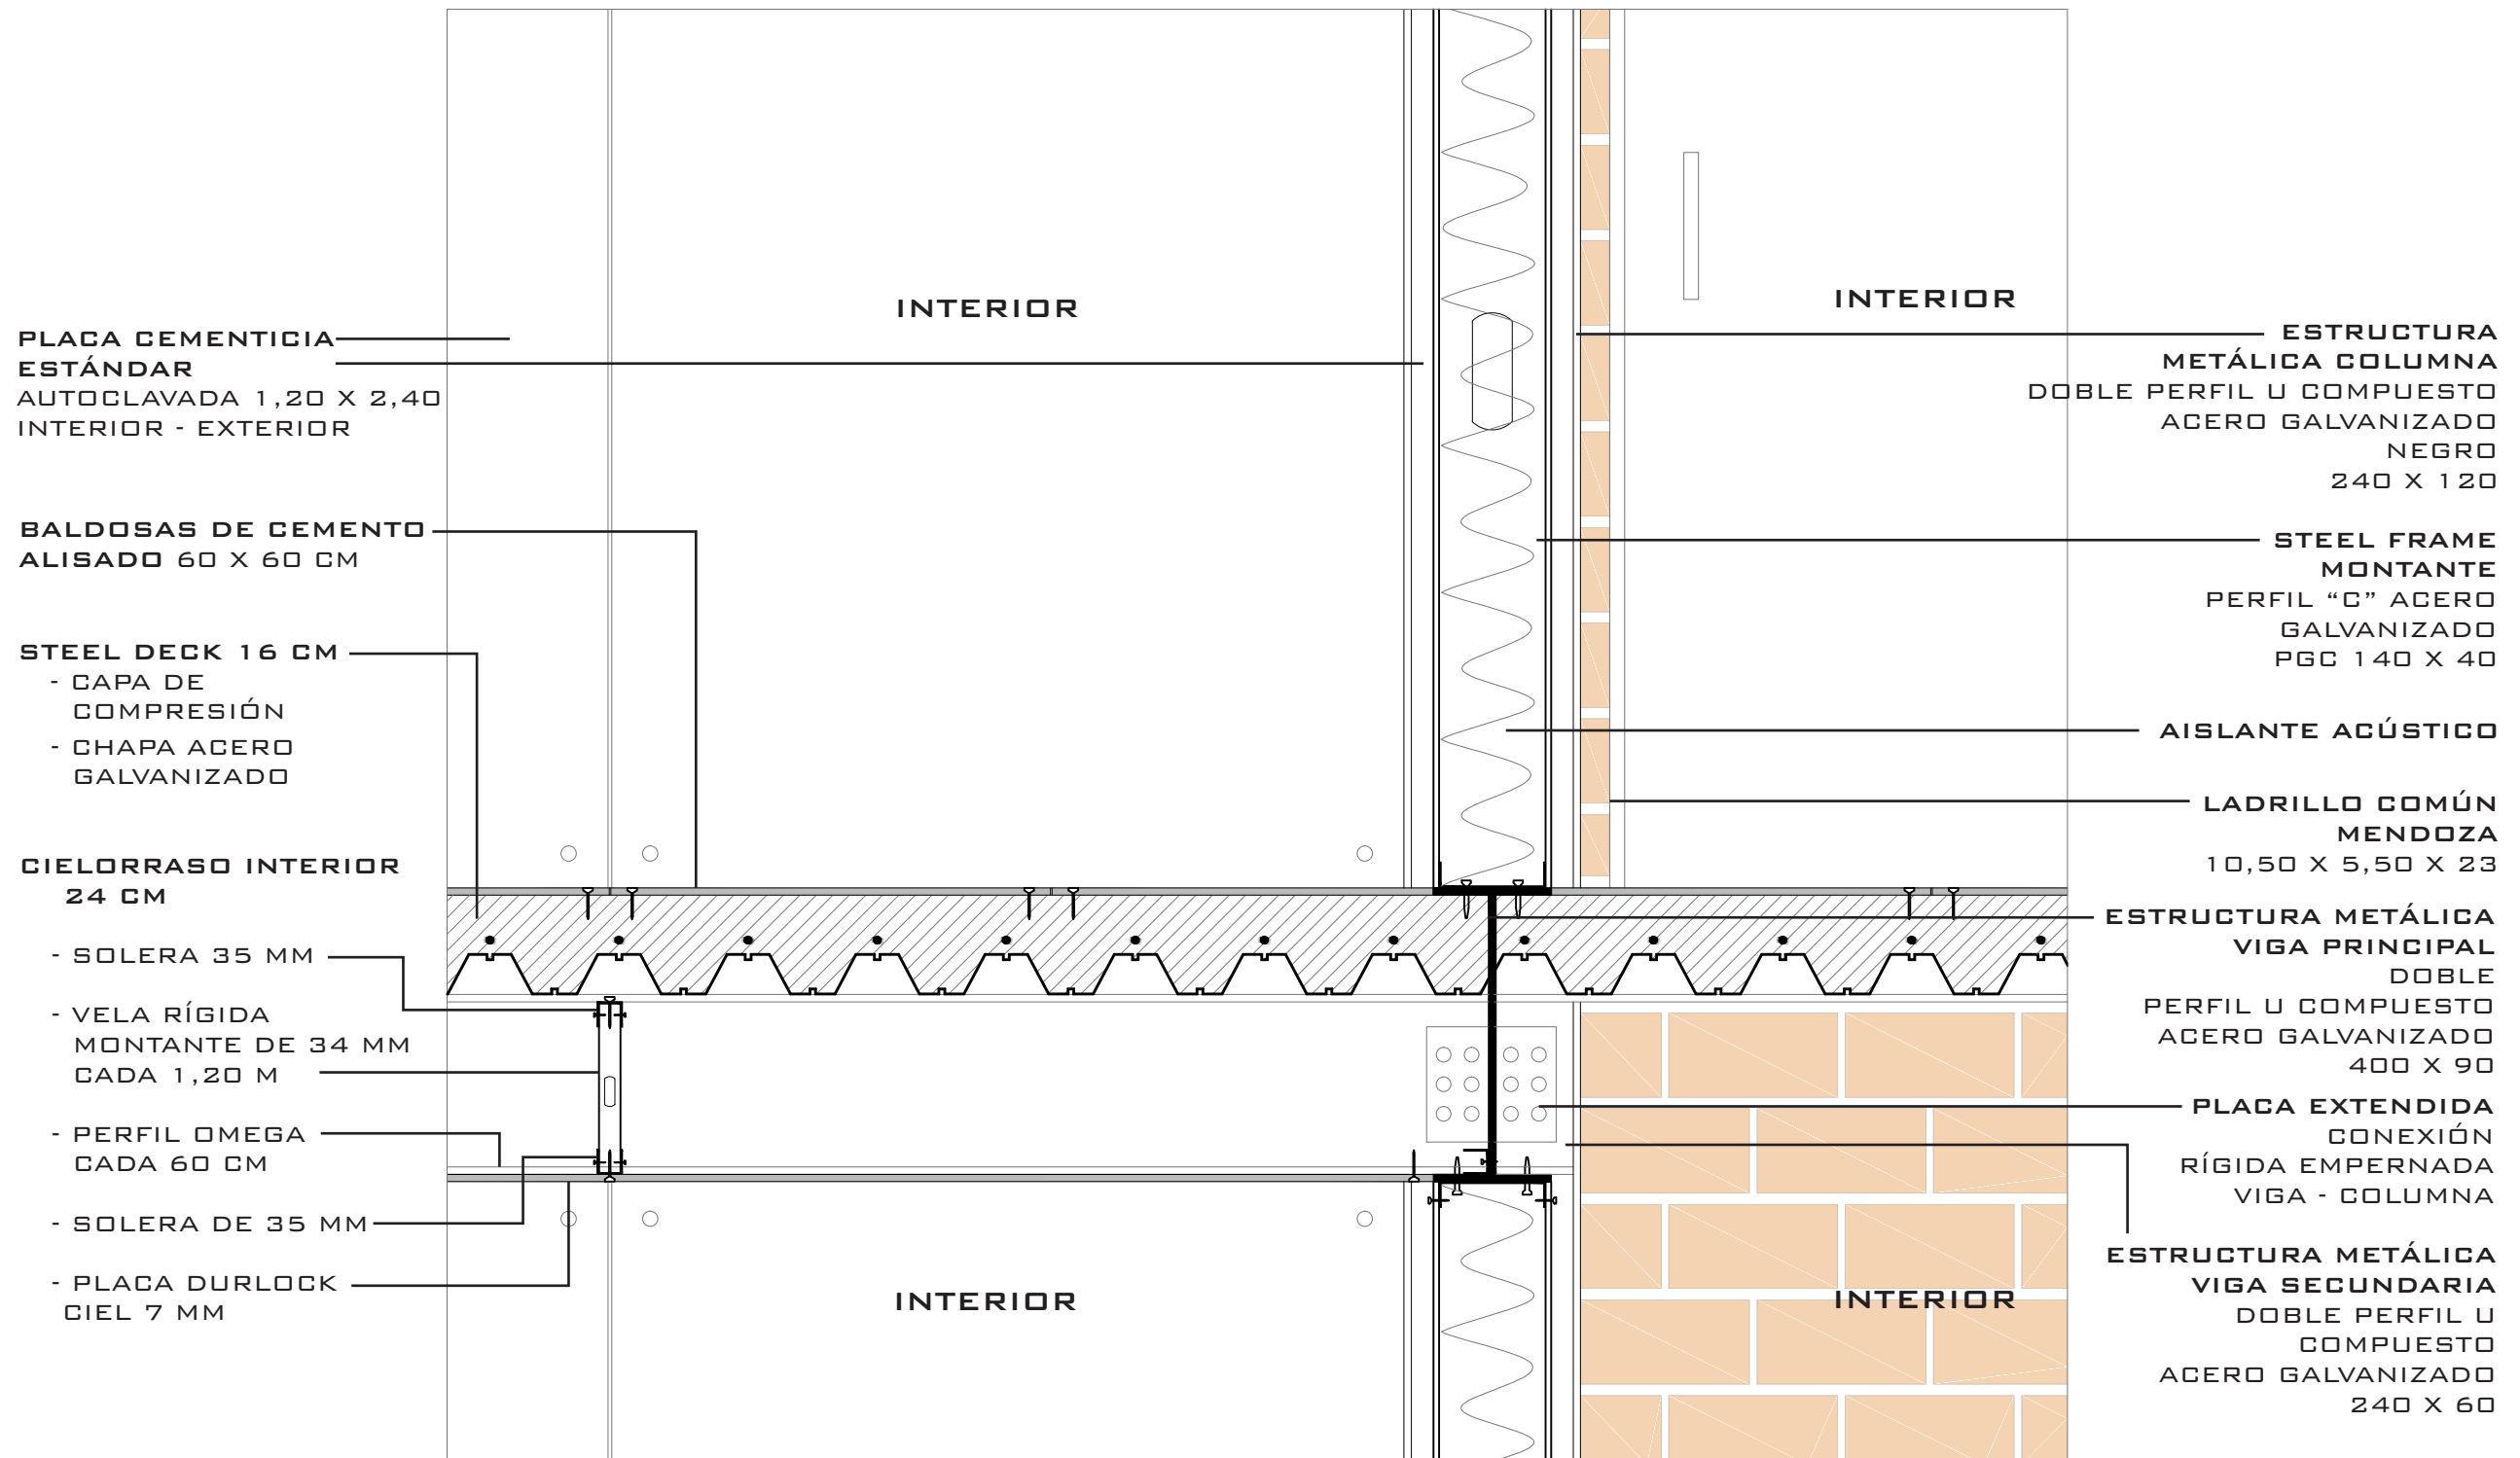 INTERIOR
INTERIOR
PLACA CEMENTICIA
ESTÁNDAR
AUTOCLAVADA 1,20 X 2,40
INTERIOR - EXTERIOR
BALDOSAS DE CEMENTO
ALISADO 60 X 60 CM
STEEL DECK 16 CM
- CAPA DE
COMPRESIÓN
- CHAPA ACERO
GALVANIZADO
CIELORRASO INTERIOR
24 CM
- SOLERA 35 MM
- VELA RÍGIDA
MONTANTE DE 34 MM
CADA 1,20 M
- PERFIL OMEGA
CADA 60 CM
- SOLERA DE 35 MM
- PLACA DURLOCK
CIEL 7 MM
ESTRUCTURA
METÁLICA COLUMNA
DOBLE PERFIL U COMPUESTO
ACERO GALVANIZADO
NEGRO
240 X 120
STEEL FRAME
MONTANTE
PERFIL “C” ACERO
GALVANIZADO
PGC 140 X 40
AISLANTE ACÚSTICO
LADRILLO COMÚN
MENDOZA
10,50 X 5,50 X 23
ESTRUCTURA METÁLICA
VIGA PRINCIPAL
DOBLE
PERFIL U COMPUESTO
ACERO GALVANIZADO
400 X 90
PLACA EXTENDIDA
CONEXIÓN
RÍGIDA EMPERNADA
VIGA - COLUMNA
ESTRUCTURA METÁLICA
VIGA SECUNDARIA
DOBLE PERFIL U
COMPUESTO
ACERO GALVANIZADO
240 X 60
INTERIOR
INTERIOR